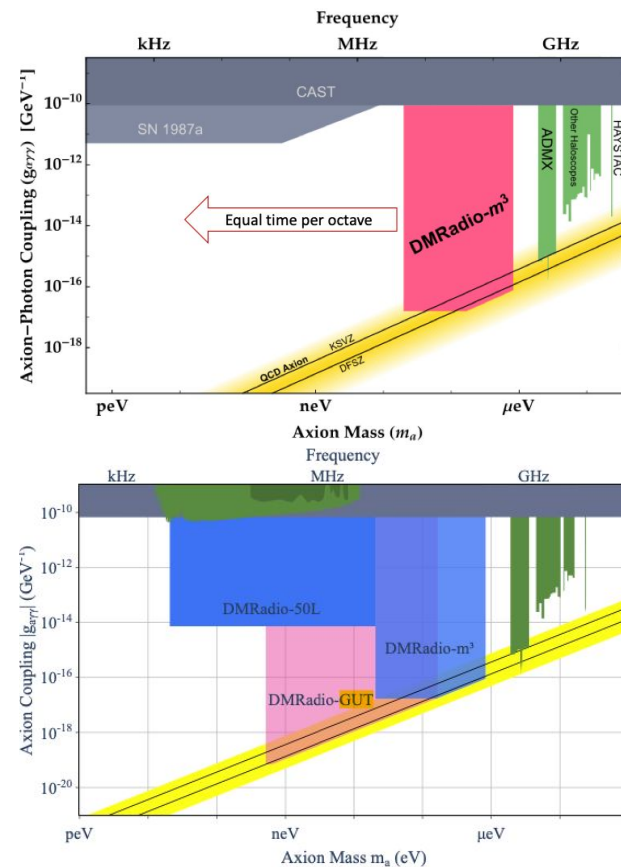 Frequency
kHz MHz GHz
CAST
SN 1987a
ADMX
Other Haloscopes
HAYSTAC
Equal time per octave
DMRadio-m³
KSVZ
QCD Axion
DFSZ
10⁻¹⁰
10⁻¹²
10⁻¹⁴
10⁻¹⁶
10⁻¹⁸
Axion-Photon Coupling (gₐᵧᵧ) [GeV⁻¹]
peV neV μeV
Axion Mass (mₐ)
Frequency
kHz MHz GHz
10⁻¹⁰
10⁻¹²
10⁻¹⁴
10⁻¹⁶
10⁻¹⁸
10⁻²⁰
Axion Coupling |gₐᵧᵧ| (GeV⁻¹)
DMRadio-50L
DMRadio-m³
DMRadio-GUT
peV neV μeV
Axion Mass mₐ (eV)